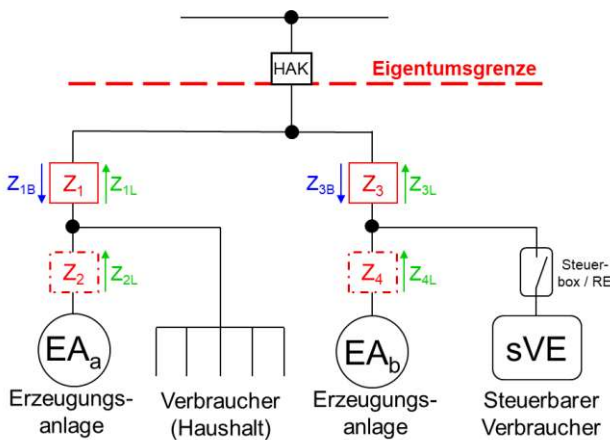 HAK
Eigentumsgrenze
Z1B
Z1
Z1L
Z3B
Z3
Z3L
Z2
Z2L
Z4
Z4L
Steuer-
box / RE
EAa
EAb
sVE
Erzeugungs-
anlage
Verbraucher
(Haushalt)
Erzeugungs-
anlage
Steuerbarer
Verbraucher